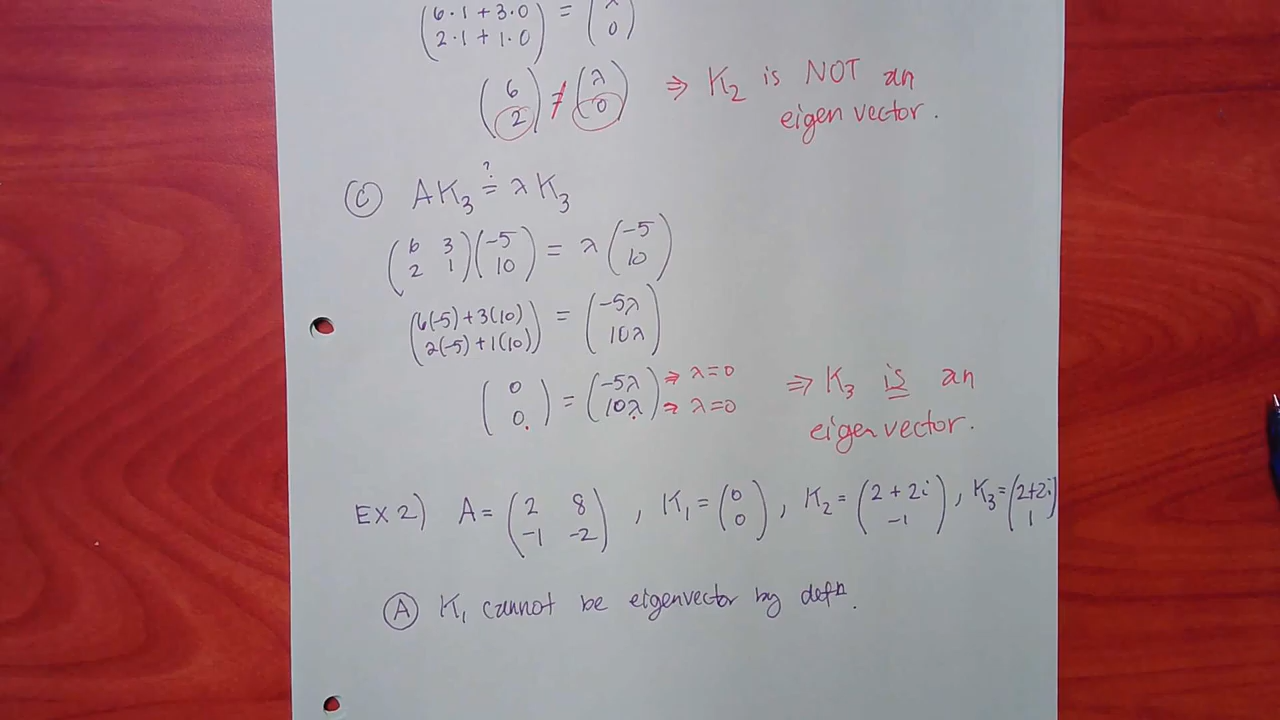 (6·1 + 3·0
2·1 + 1·0) = (λ
0)
(6
2) ≠ (λ
0) ⇒ K₂ is NOT an
eigen vector.
Ⓒ AK₃ ≟ λK₃
(6 3
2 1)(-5
10) = λ(-5
10)
(6(-5)+3(10)
2(-5)+1(10)) = (-5λ
10λ)
(0
0.) = (-5λ
10λ) ⇒ λ=0
⇒ λ=0
⇒ K₃ is an
eigen vector.
EX 2) A = (2 8
-1 -2), K₁ = (0
0), K₂ = (2 + 2i
-1), K₃ = (2+2i
1)
Ⓐ K₁ cannot be eigenvector by defⁿ.